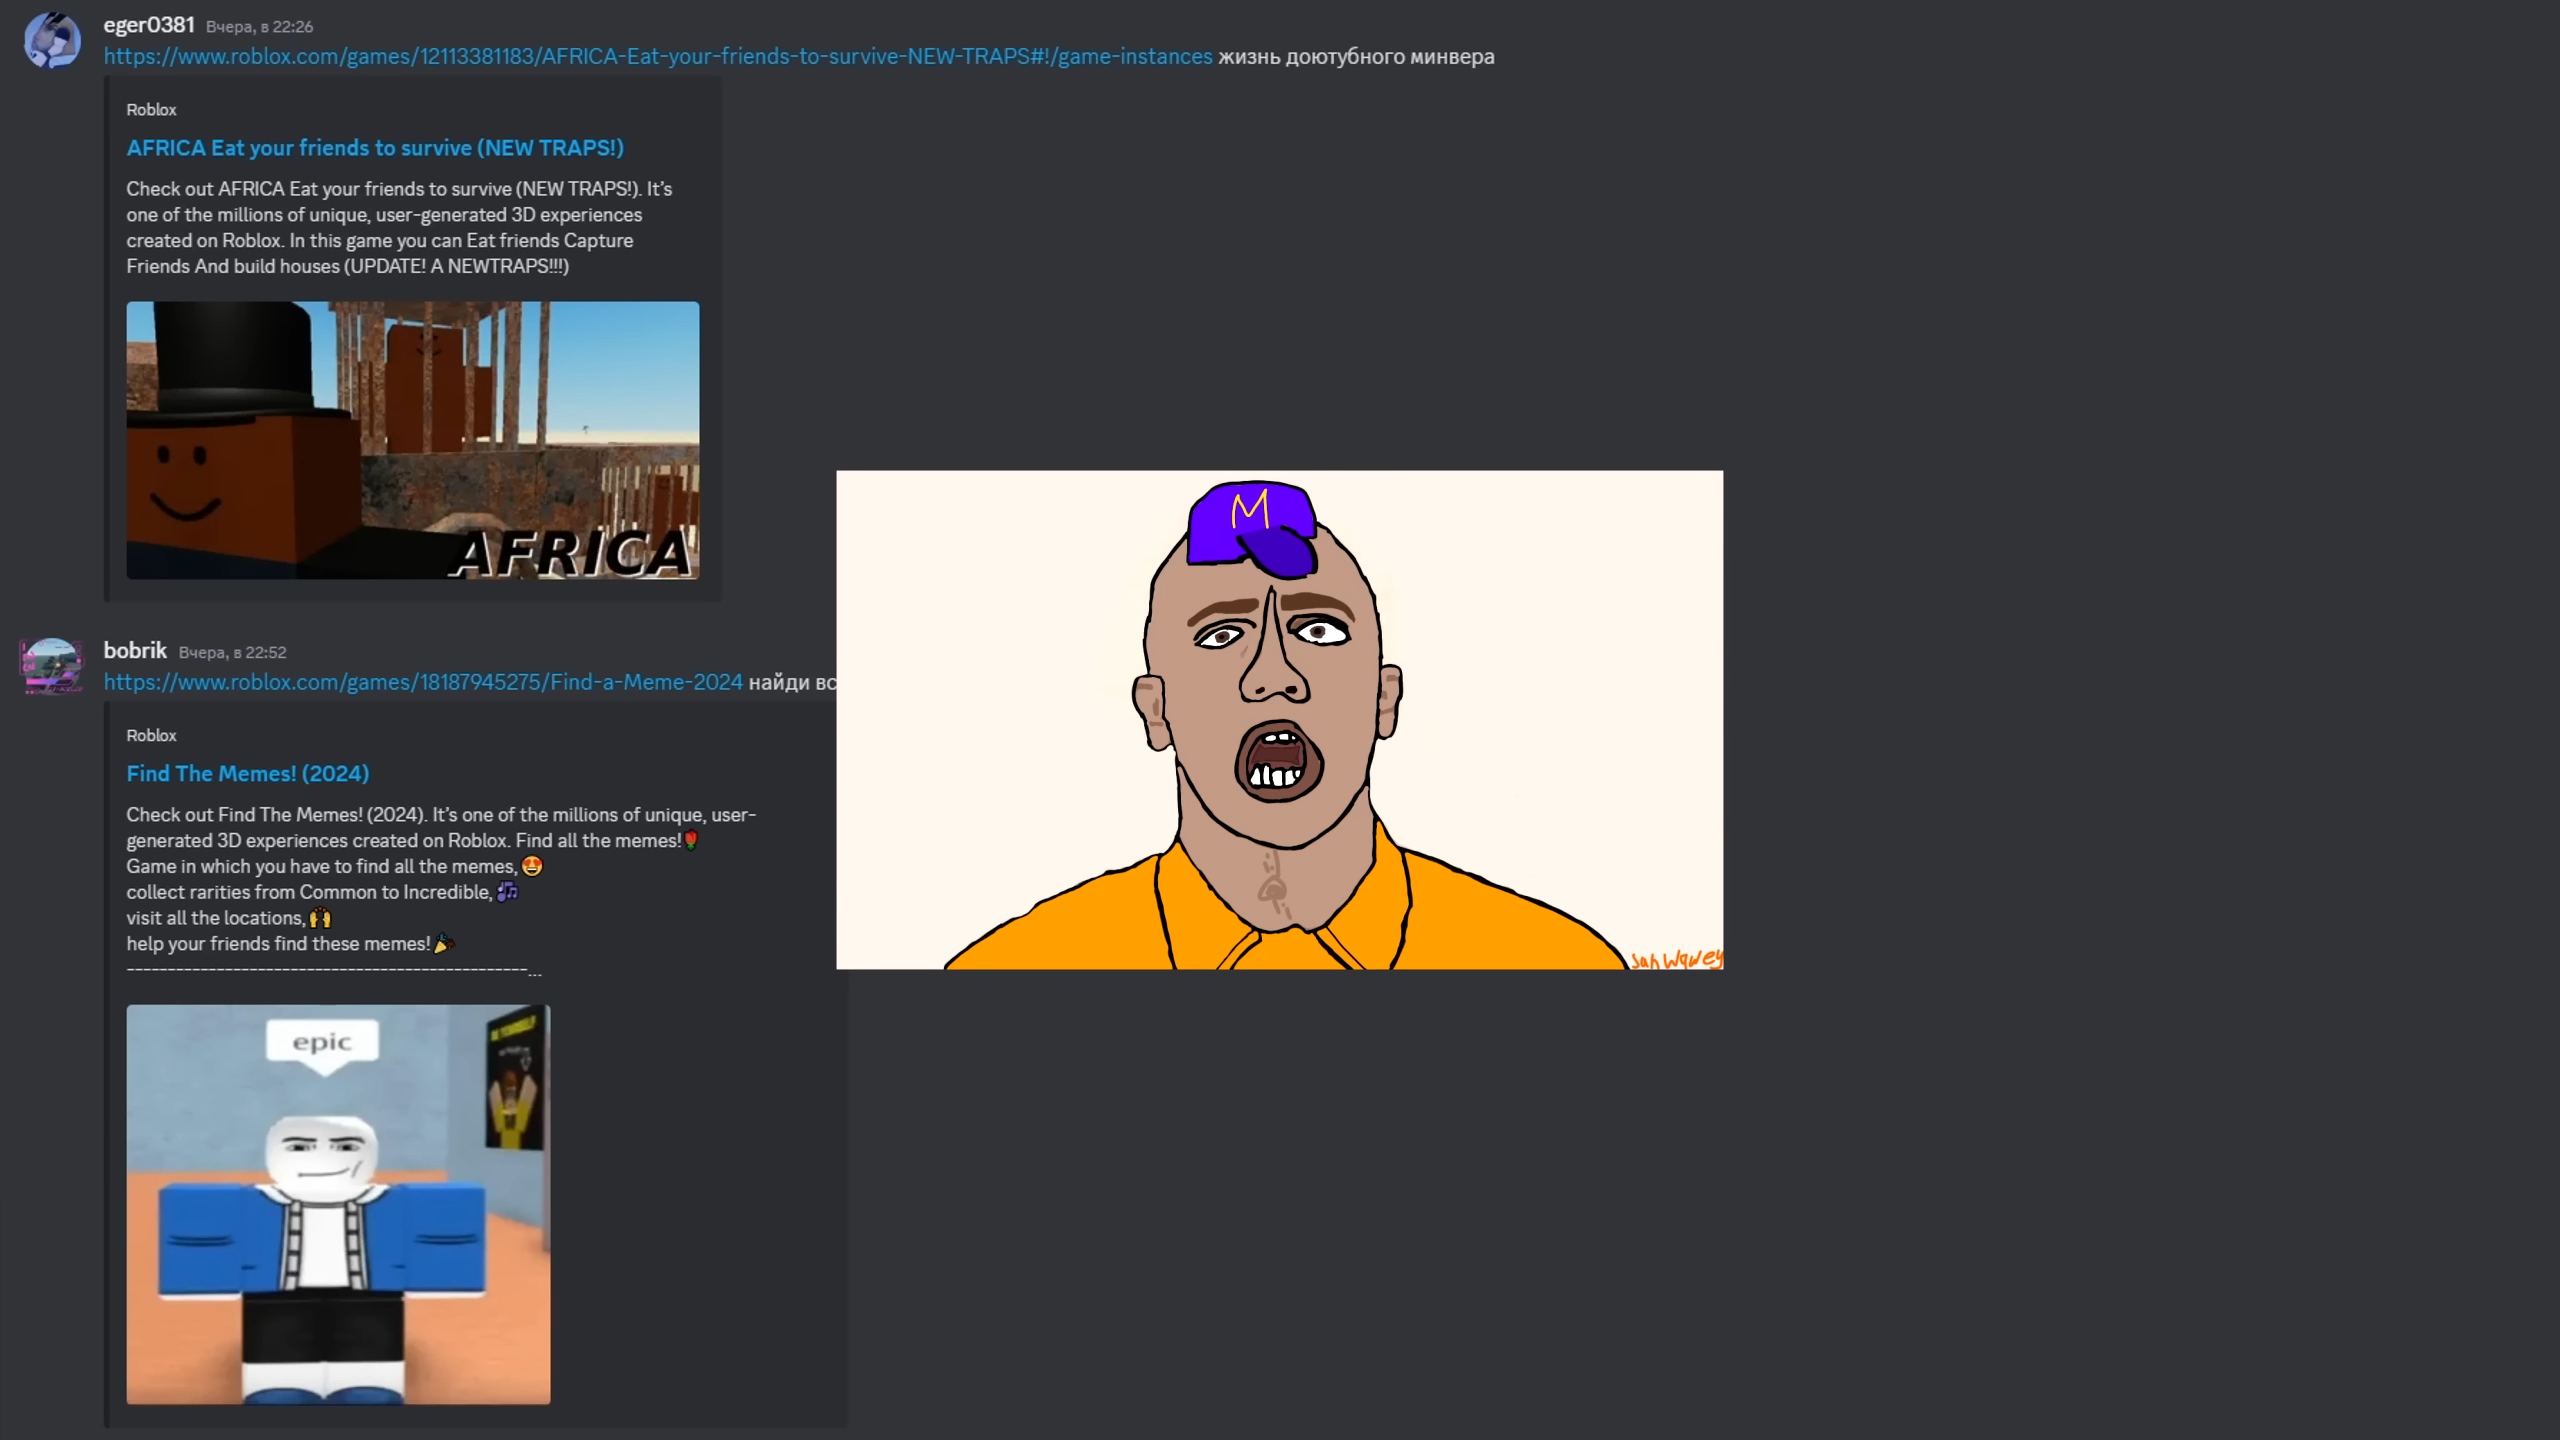 eger0381 Вчера, в 22:26
https://www.roblox.com/games/12113381183/AFRICA-Eat-your-friends-to-survive-NEW-TRAPS#!/game-instances жизнь доютубного минвера
Roblox
AFRICA Eat your friends to survive (NEW TRAPS!)
Check out AFRICA Eat your friends to survive (NEW TRAPS!). It’s
one of the millions of unique, user-generated 3D experiences
created on Roblox. In this game you can Eat friends Capture
Friends And build houses (UPDATE! A NEWTRAPS!!!)
AFRICA
bobrik Вчера, в 22:52
https://www.roblox.com/games/18187945275/Find-a-Meme-2024 найди вс
Roblox
Find The Memes! (2024)
Check out Find The Memes! (2024). It’s one of the millions of unique, user-
generated 3D experiences created on Roblox. Find all the memes!🌹
Game in which you have to find all the memes,😍
collect rarities from Common to Incredible,🎶
visit all the locations,🙌
help your friends find these memes!🎉
-------------------------------------------------...
epic
M